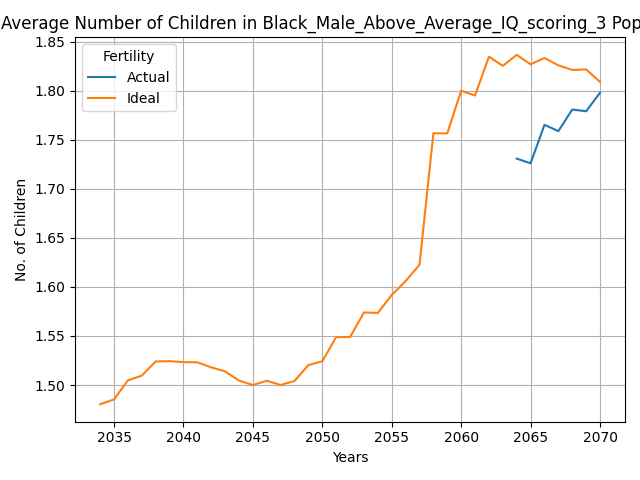 Average Number of Children in Black_Male_Above_Average_IQ_scoring_3 Pop
1.85
1.80
1.75
1.70
1.65
1.60
1.55
1.50
No. of Children
Fertility
Actual
Ideal
2035 2040 2045 2050 2055 2060 2065 2070
Years